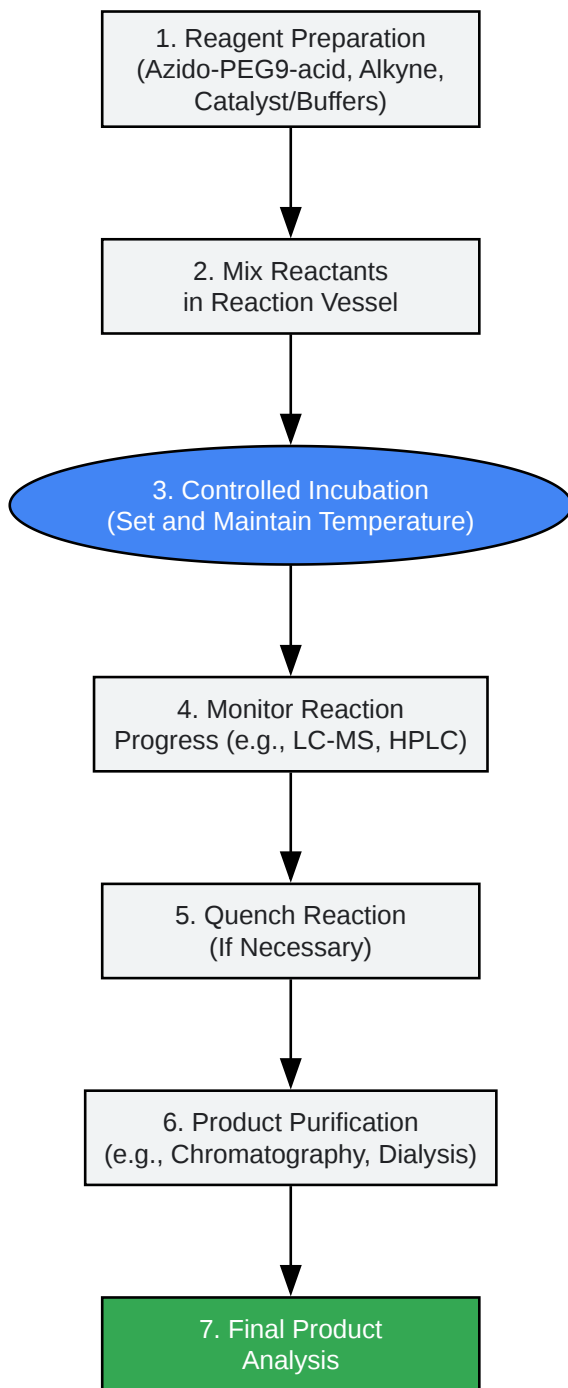 1. Reagent Preparation
(Azido-PEG9-acid, Alkyne,
Catalyst/Buffers)
2. Mix Reactants
in Reaction Vessel
3. Controlled Incubation
(Set and Maintain Temperature)
4. Monitor Reaction
Progress (e.g., LC-MS, HPLC)
5. Quench Reaction
(If Necessary)
6. Product Purification
(e.g., Chromatography, Dialysis)
7. Final Product
Analysis